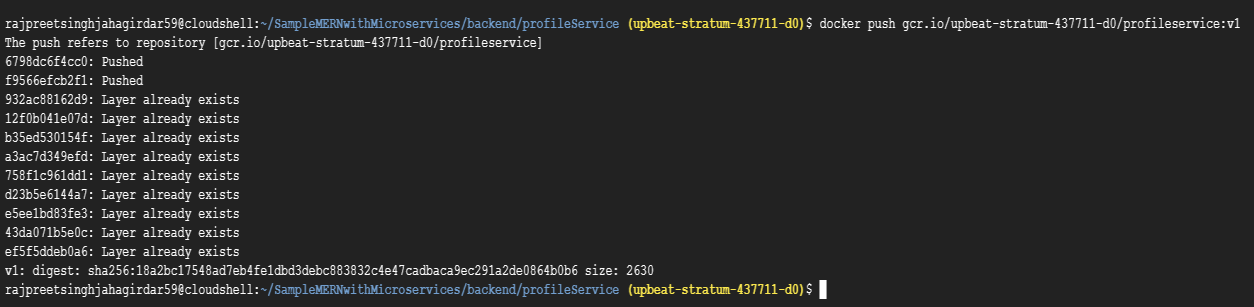 rajpreetsinghjahagirdar59@cloudshell:~/SampleMERNwithMicroservices/backend/profileService (upbeat-stratum-437711-d0)$ docker push gcr.io/upbeat-stratum-437711-d0/profileservice:v1
The push refers to repository [gcr.io/upbeat-stratum-437711-d0/profileservice]
6798dc6f4cc0: Pushed
f9566efcb2f1: Pushed
932ac88162d9: Layer already exists
12f0b041e07d: Layer already exists
b35ed530154f: Layer already exists
a3ac7d349efd: Layer already exists
758f1c961dd1: Layer already exists
d23b5e6144a7: Layer already exists
e5ee1bd83fe3: Layer already exists
43da071b5e0c: Layer already exists
ef5f5ddeb0a6: Layer already exists
v1: digest: sha256:18a2bc17548ad7eb4fe1dbd3debc883832c4e47cadbaca9ec291a2de0864b0b6 size: 2630
rajpreetsinghjahagirdar59@cloudshell:~/SampleMERNwithMicroservices/backend/profileService (upbeat-stratum-437711-d0)$